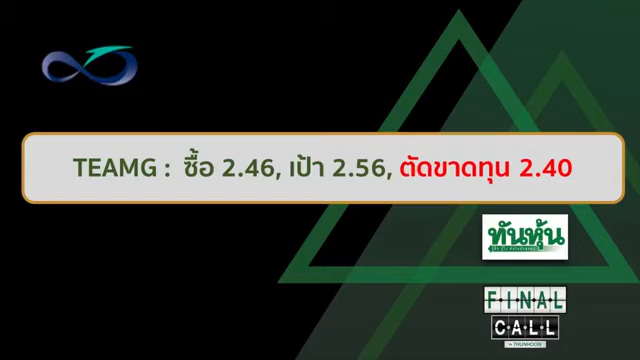 TEAMG : ซื้อ 2.46, เป้า 2.56, ตัดขาดทุน 2.40
ทันหุ้น
FINAL
CALL
THUNHOON